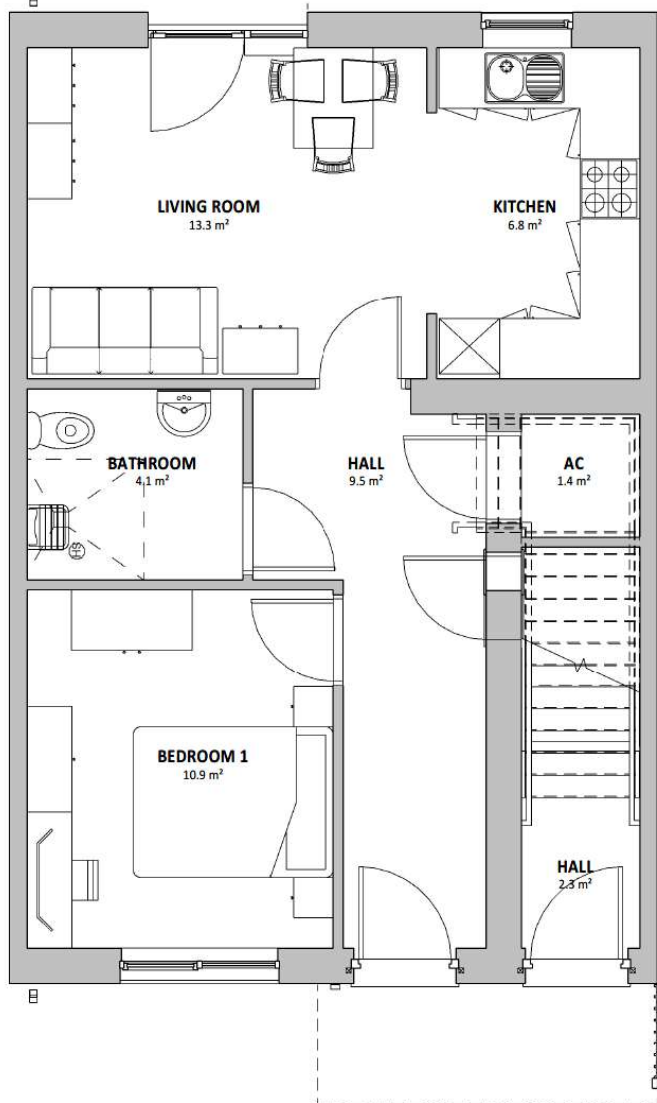 LIVING ROOM
13.3 m²
KITCHEN
6.8 m²
BATHROOM
4.1 m²
HALL
9.5 m²
AC
1.4 m²
HS
BEDROOM 1
10.9 m²
HALL
2.3 m²